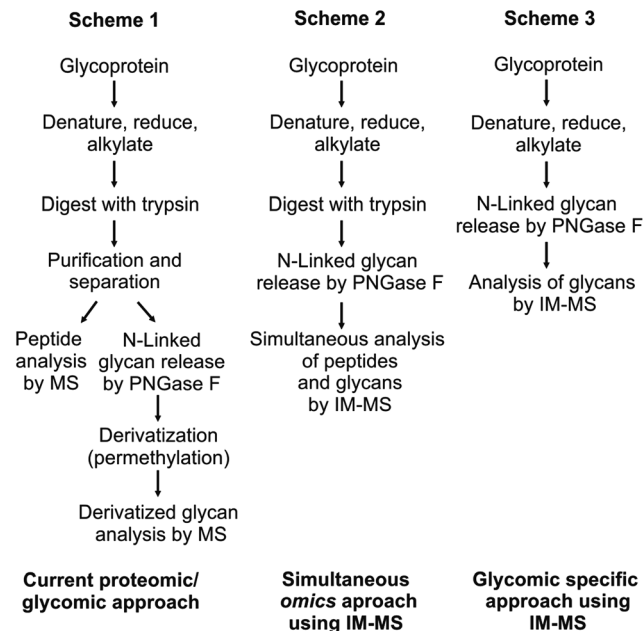 Scheme 1
Glycoprotein
Denature, reduce,
alkylate
Digest with trypsin
Purification and
separation
Peptide
analysis
by MS
N-Linked
glycan release
by PNGase F
Derivatization
(permethylation)
Derivatized glycan
analysis by MS
Current proteomic/
glycomic approach
Scheme 2
Glycoprotein
Denature, reduce,
alkylate
Digest with trypsin
N-Linked glycan
release by PNGase F
Simultaneous analysis
of peptides
and glycans
by IM-MS
Simultaneous
omics aproach
using IM-MS
Scheme 3
Glycoprotein
Denature, reduce,
alkylate
N-Linked glycan
release by PNGase F
Analysis of glycans
by IM-MS
Glycomic specific
approach using
IM-MS